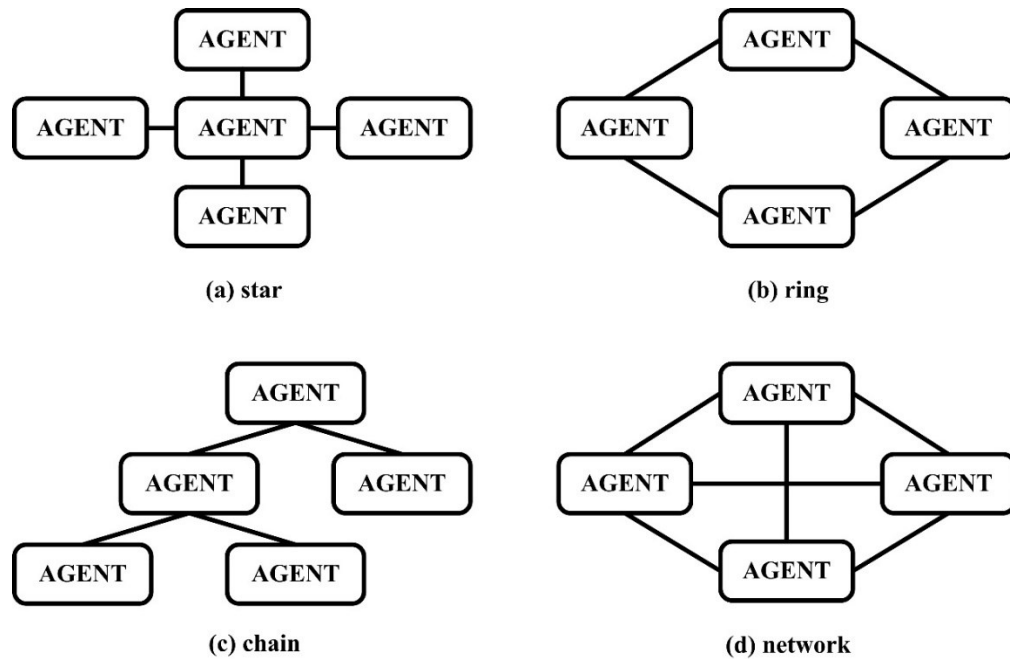 AGENT
AGENT AGENT AGENT
AGENT
(a) star
AGENT
AGENT AGENT
AGENT
(b) ring
AGENT
AGENT AGENT
AGENT AGENT
(c) chain
AGENT
AGENT AGENT
AGENT
(d) network